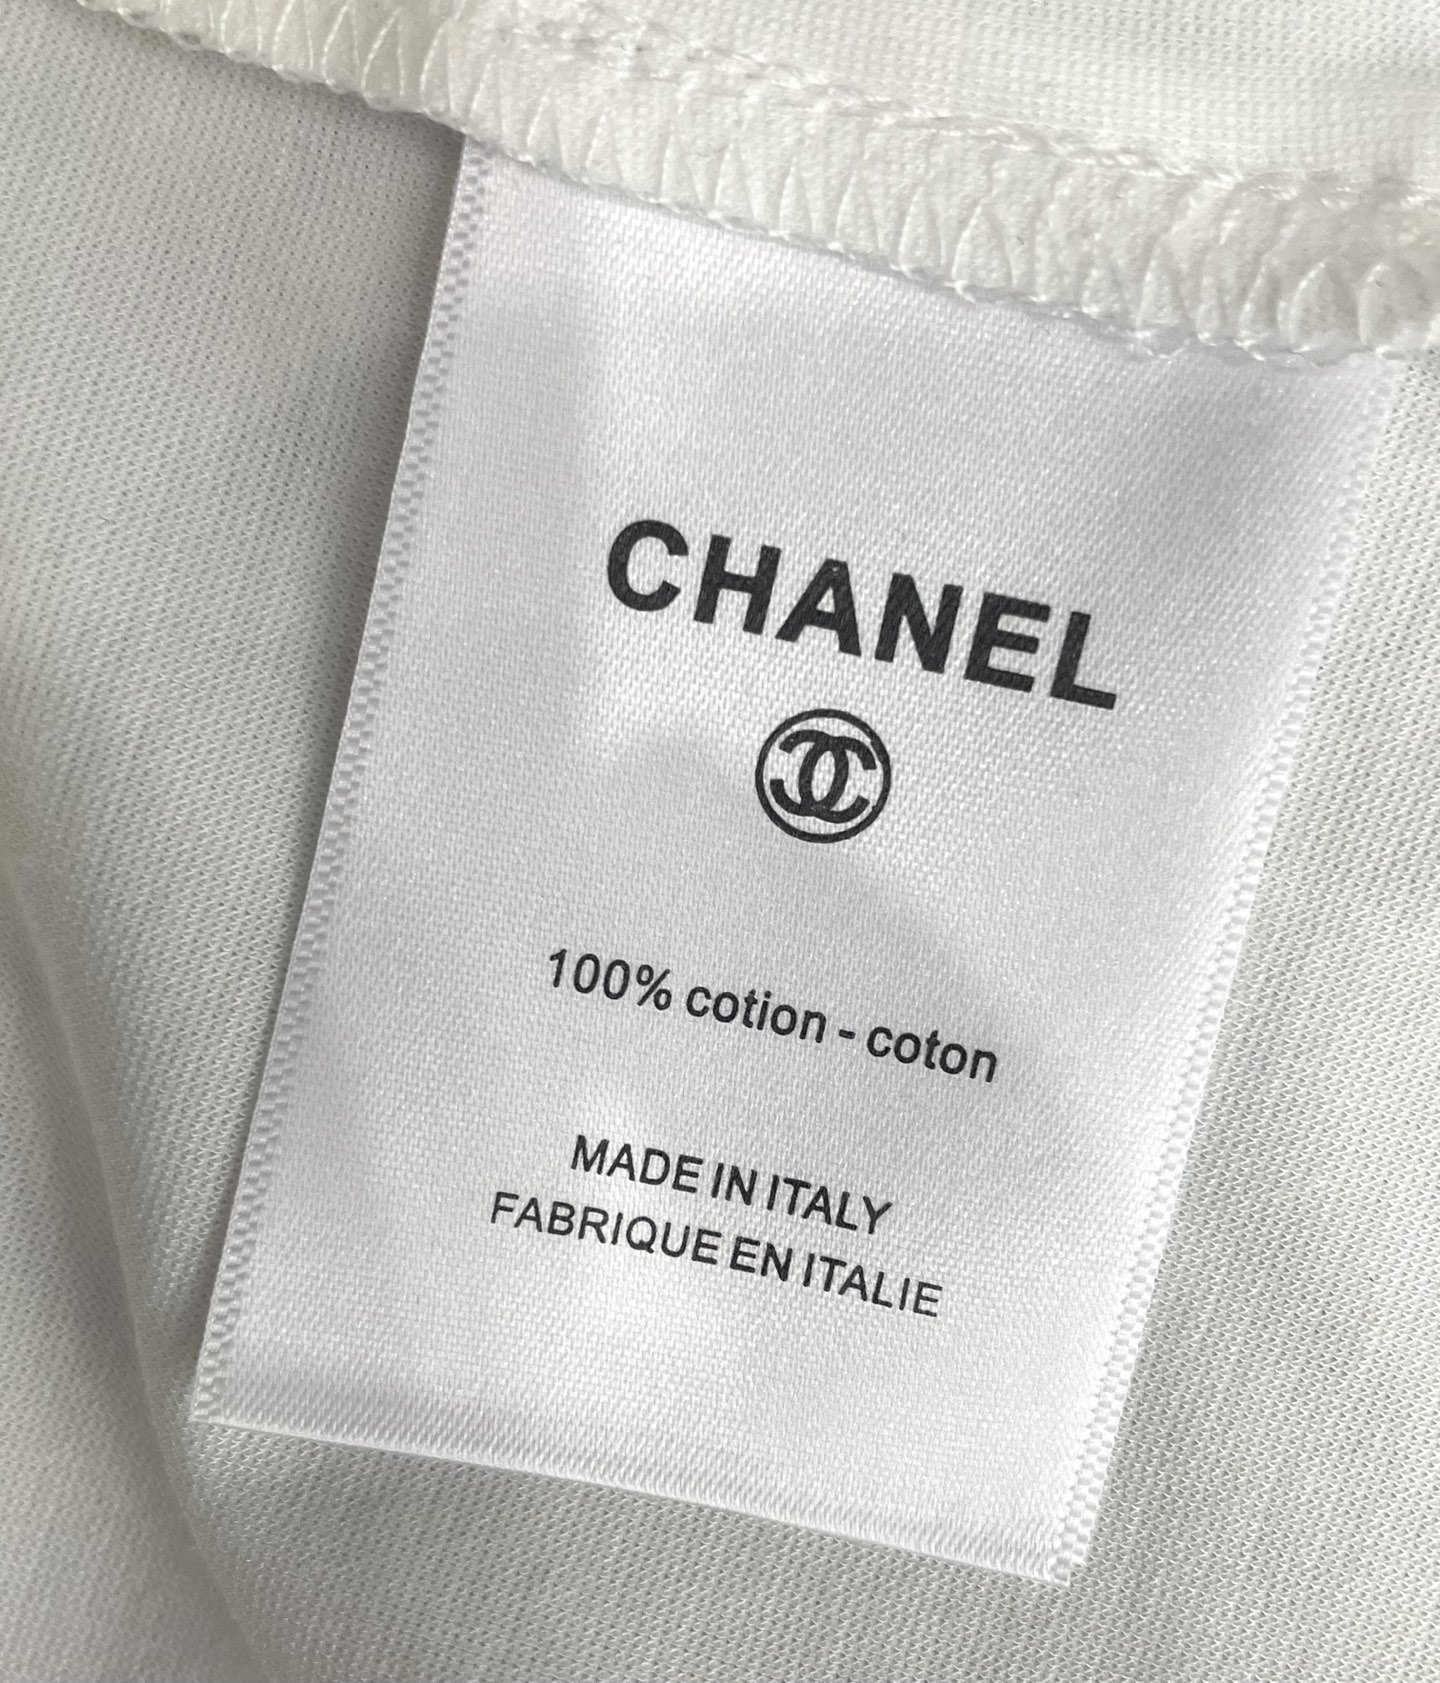 CHANEL
100% cotion - coton
MADE IN ITALY
FABRIQUE EN ITALIE